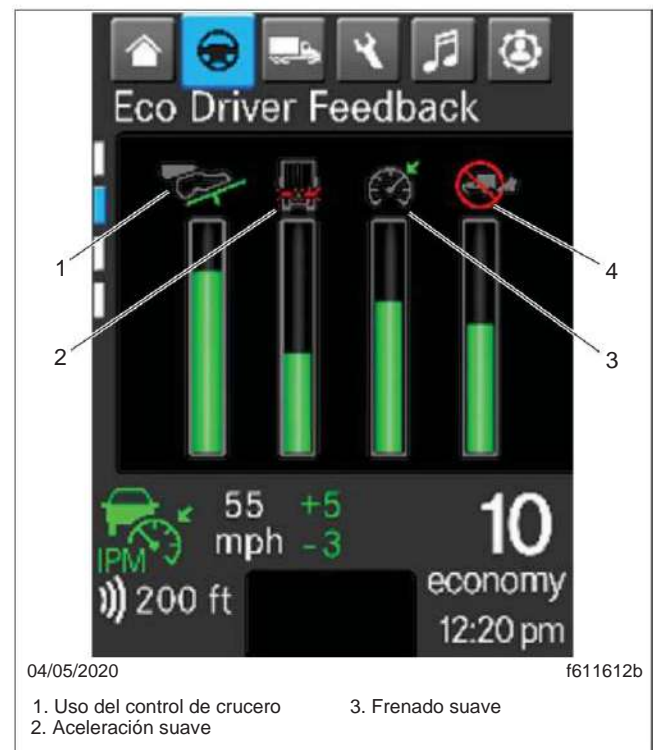 Eco Driver Feedback
1
2
3
4
IPM
55 +5
mph -3
200 ft
10
economy
12:20 pm
04/05/2020
f611612b
1. Uso del control de crucero
2. Aceleración suave
3. Frenado suave